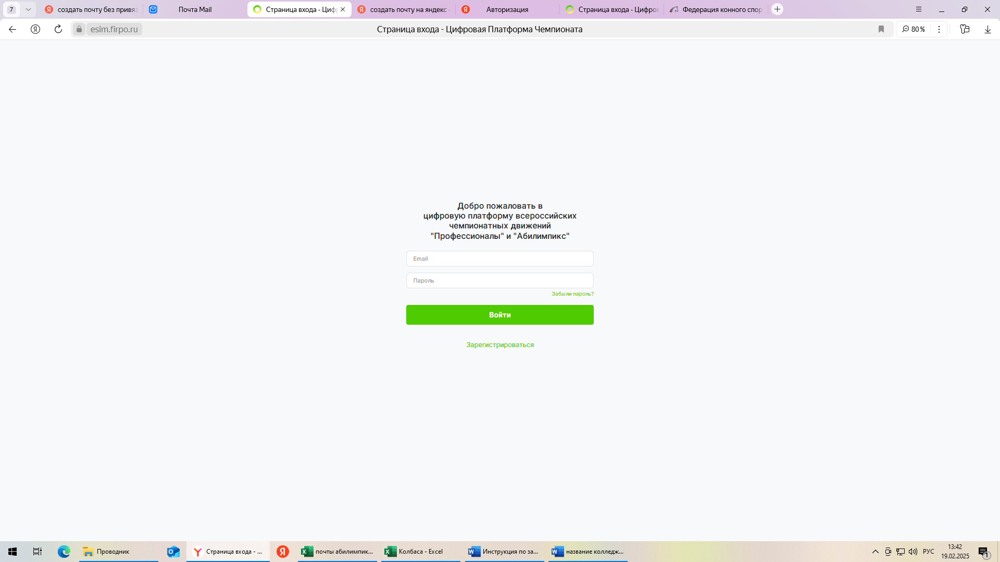 7
создать почту без привяз
Почта Mail
Страница входа - Циф
создать почту на яндекс -
Авторизация
Страница входа - Цифров
Федерация конного спор
esim.firpo.ru
Страница входа - Цифровая Платформа Чемпионата
80 %
Добро пожаловать в
цифровую платформу всероссийских
чемпионатных движений
"Профессионалы" и "Абилимпикс"
Email
Пароль
Забыли пароль?
Войти
Зарегистрироваться
Проводник
Страница входа - ...
почты абилимпик...
Колбаса - Excel
Инструкция по за...
название колледж...
РУС
13:42
19.02.2025
1